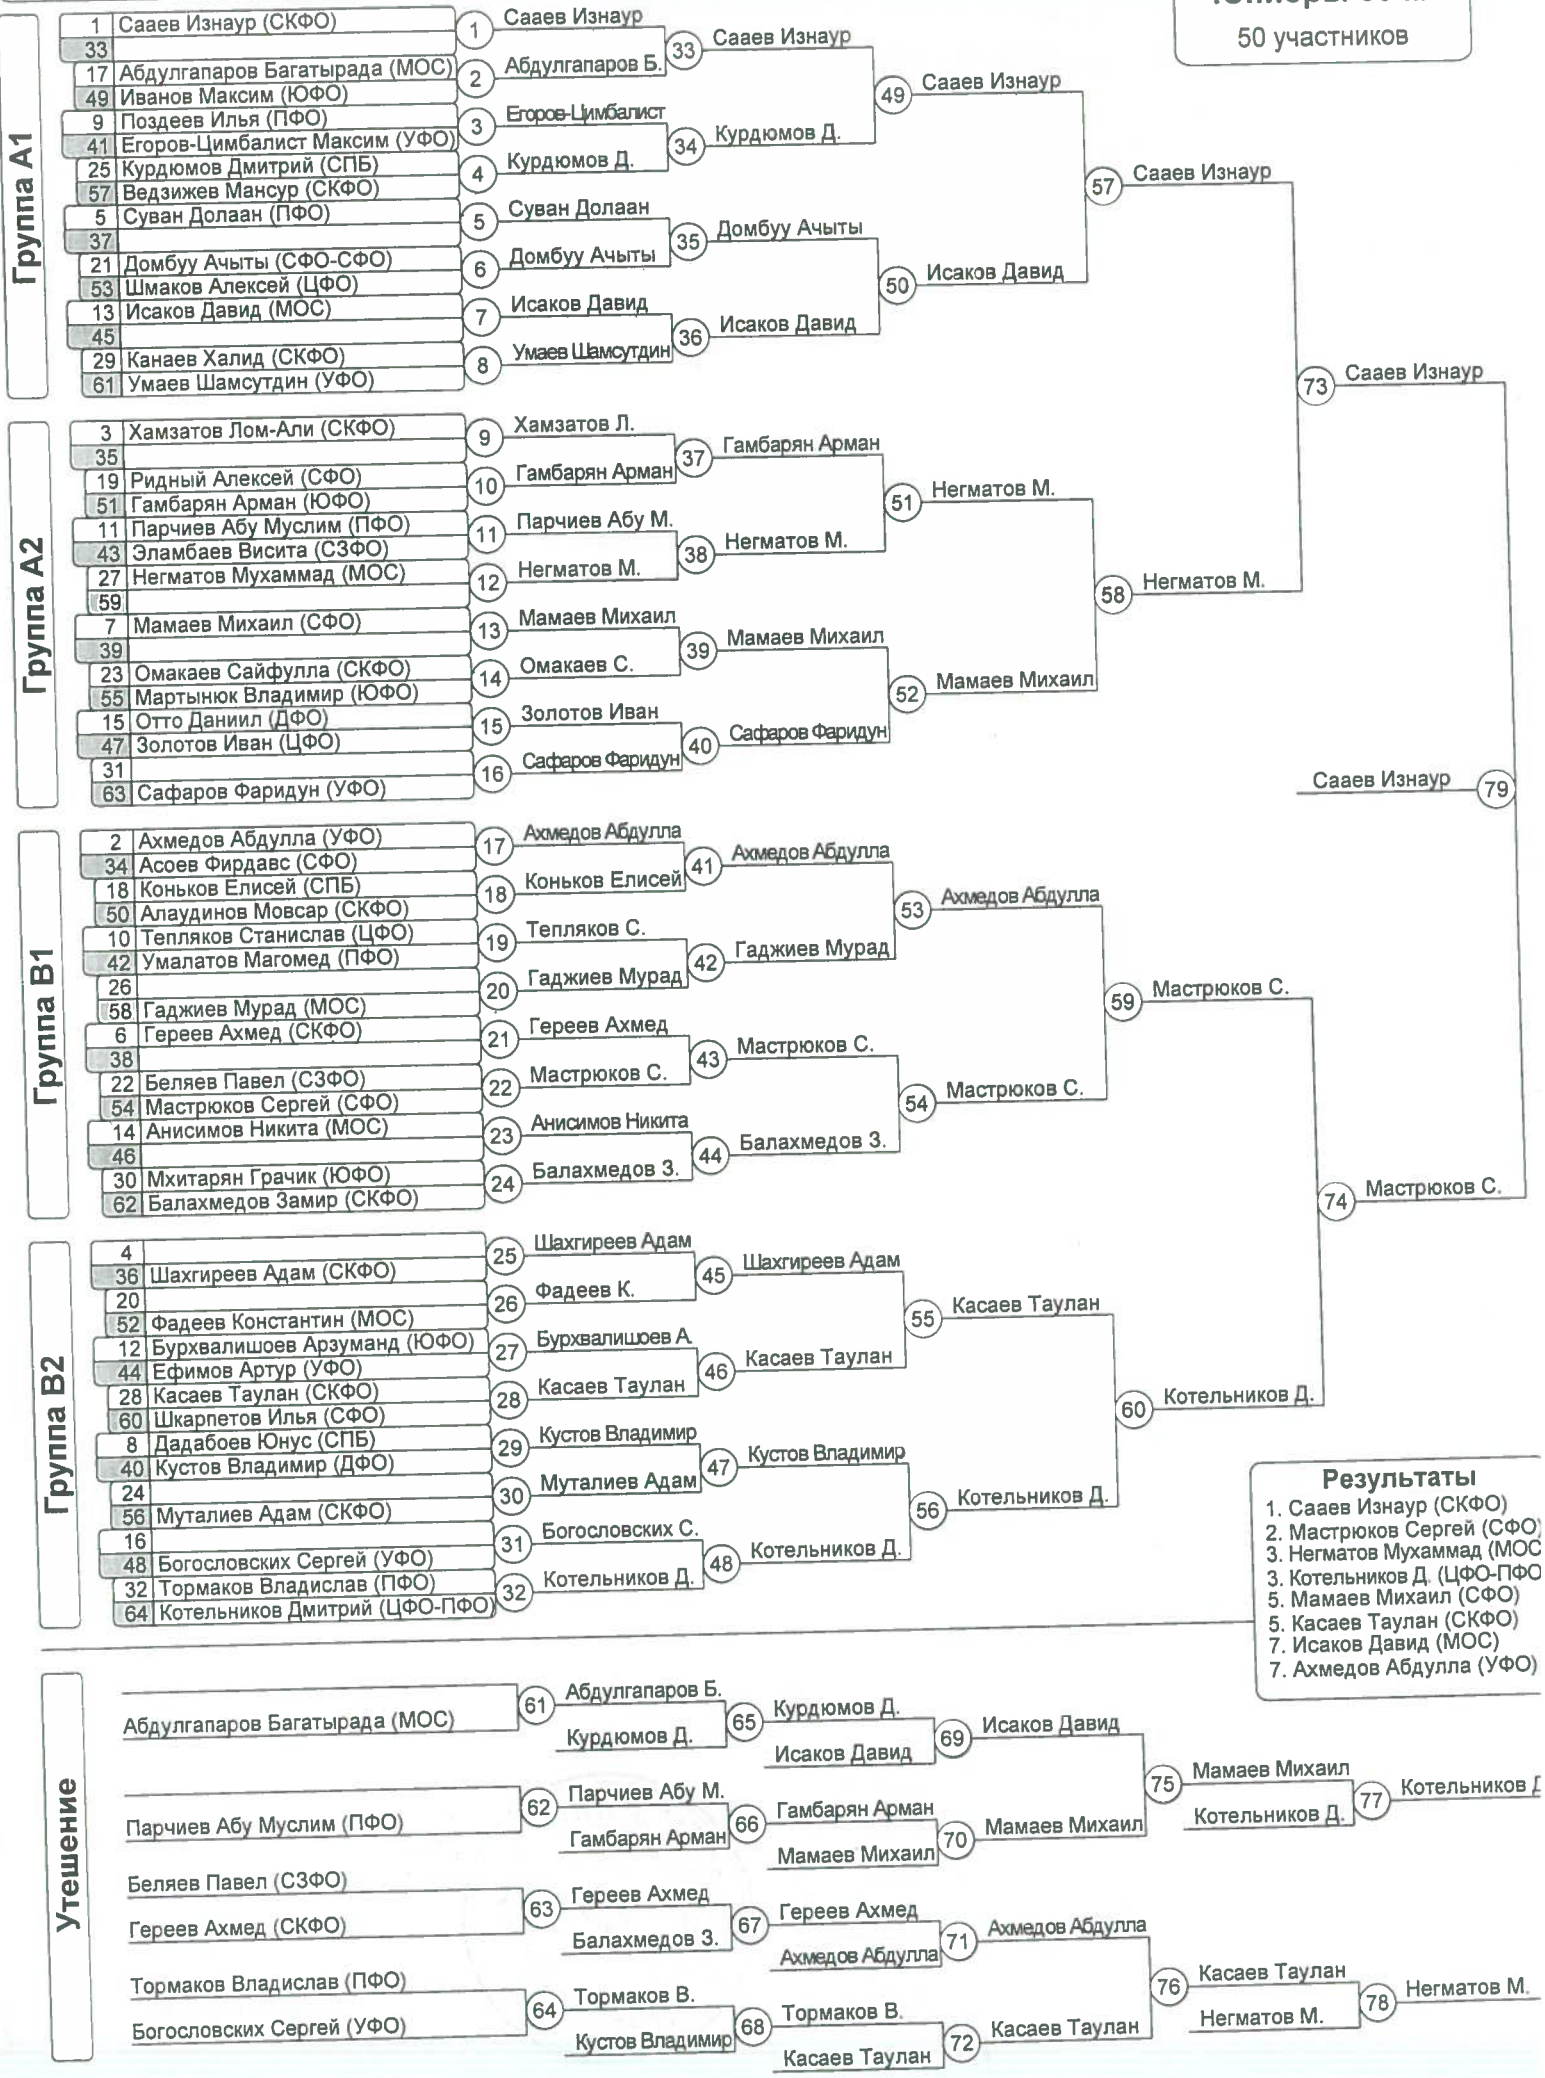 50 участников
Группа A1
1 Сааев Изнаур (СКФО)
33
17 Абдулгапаров Багатырада (МОС)
49 Иванов Максим (ЮФО)
9 Поздеев Илья (ПФО)
41 Егоров-Цимбалист Максим (УФО)
25 Курдюмов Дмитрий (СПБ)
57 Ведзижев Мансур (СКФО)
5 Суван Долаан (ПФО)
37
21 Домбуу Ачыты (СФО-СФО)
53 Шмаков Алексей (ЦФО)
13 Исаков Давид (МОС)
45
29 Канаев Халид (СКФО)
61 Умаев Шамсутдин (УФО)
1 Сааев Изнаур
2 Абдулгапаров Б.
3 Егоров-Цимбалист
4 Курдюмов Д.
5 Суван Долаан
6 Домбуу Ачыты
7 Исаков Давид
8 Умаев Шамсутдин
33 Сааев Изнаур
34 Курдюмов Д.
35 Домбуу Ачыты
36 Исаков Давид
49 Сааев Изнаур
50 Исаков Давид
57 Сааев Изнаур
Группа A2
3 Хамзатов Лом-Али (СКФО)
35
19 Ридный Алексей (СФО)
51 Гамбарян Арман (ЮФО)
11 Парчиев Абу Муслим (ПФО)
43 Эламбаев Висита (СЗФО)
27 Негматов Мухаммад (МОС)
59
7 Мамаев Михаил (СФО)
39
23 Омакаев Сайфулла (СКФО)
55 Мартынюк Владимир (ЮФО)
15 Отто Даниил (ДФО)
47 Золотов Иван (ЦФО)
31
63 Сафаров Фаридун (УФО)
9 Хамзатов Л.
10 Гамбарян Арман
11 Парчиев Абу М.
12 Негматов М.
13 Мамаев Михаил
14 Омакаев С.
15 Золотов Иван
16 Сафаров Фаридун
37 Гамбарян Арман
38 Негматов М.
39 Мамаев Михаил
40 Сафаров Фаридун
51 Негматов М.
52 Мамаев Михаил
58 Негматов М.
73 Сааев Изнаур
Сааев Изнаур 79
Группа B1
2 Ахмедов Абдулла (УФО)
34 Асоев Фирдавс (СФО)
18 Коньков Елисей (СПБ)
50 Алаудинов Мовсар (СКФО)
10 Тепляков Станислав (ЦФО)
42 Умалатов Магомед (ПФО)
26
58 Гаджиев Мурад (МОС)
6 Гереев Ахмед (СКФО)
38
22 Беляев Павел (СЗФО)
54 Мастрюков Сергей (СФО)
14 Анисимов Никита (МОС)
46
30 Мхитарян Грачик (ЮФО)
62 Балахмедов Замир (СКФО)
17 Ахмедов Абдулла
18 Коньков Елисей
19 Тепляков С.
20 Гаджиев Мурад
21 Гереев Ахмед
22 Мастрюков С.
23 Анисимов Никита
24 Балахмедов З.
41 Ахмедов Абдулла
42 Гаджиев Мурад
43 Мастрюков С.
44 Балахмедов З.
53 Ахмедов Абдулла
54 Мастрюков С.
59 Мастрюков С.
Группа B2
4
36 Шахгиреев Адам (СКФО)
20
52 Фадеев Константин (МОС)
12 Бурхвалишоев Арзуманд (ЮФО)
44 Ефимов Артур (УФО)
28 Касаев Таулан (СКФО)
60 Шкарпетов Илья (СФО)
8 Дадабоев Юнус (СПБ)
40 Кустов Владимир (ДФО)
24
56 Муталиев Адам (СКФО)
16
48 Богословских Сергей (УФО)
32 Тормаков Владислав (ПФО)
64 Котельников Дмитрий (ЦФО-ПФО)
25 Шахгиреев Адам
26 Фадеев К.
27 Бурхвалишоев А.
28 Касаев Таулан
29 Кустов Владимир
30 Муталиев Адам
31 Богословских С.
32 Котельников Д.
45 Шахгиреев Адам
46 Касаев Таулан
47 Кустов Владимир
48 Котельников Д.
55 Касаев Таулан
56 Котельников Д.
60 Котельников Д.
74 Мастрюков С.
Результаты
1. Сааев Изнаур (СКФО)
2. Мастрюков Сергей (СФО)
3. Негматов Мухаммад (МОС
3. Котельников Д. (ЦФО-ПФО
5. Мамаев Михаил (СФО)
5. Касаев Таулан (СКФО)
7. Исаков Давид (МОС)
7. Ахмедов Абдулла (УФО)
Утешение
Абдулгапаров Багатырада (МОС)
Парчиев Абу Муслим (ПФО)
Беляев Павел (СЗФО)
Гереев Ахмед (СКФО)
Тормаков Владислав (ПФО)
Богословских Сергей (УФО)
61 Абдулгапаров Б.
Курдюмов Д.
62 Парчиев Абу М.
Гамбарян Арман
63 Гереев Ахмед
Балахмедов З.
64 Тормаков В.
Кустов Владимир
65 Курдюмов Д.
Исаков Давид
66 Гамбарян Арман
Мамаев Михаил
67 Гереев Ахмед
Ахмедов Абдулла
68 Тормаков В.
Касаев Таулан
69 Исаков Давид
70 Мамаев Михаил
71 Ахмедов Абдулла
72 Касаев Таулан
75 Мамаев Михаил
Котельников Д.
76 Касаев Таулан
Негматов М.
77 Котельников
78 Негматов М.